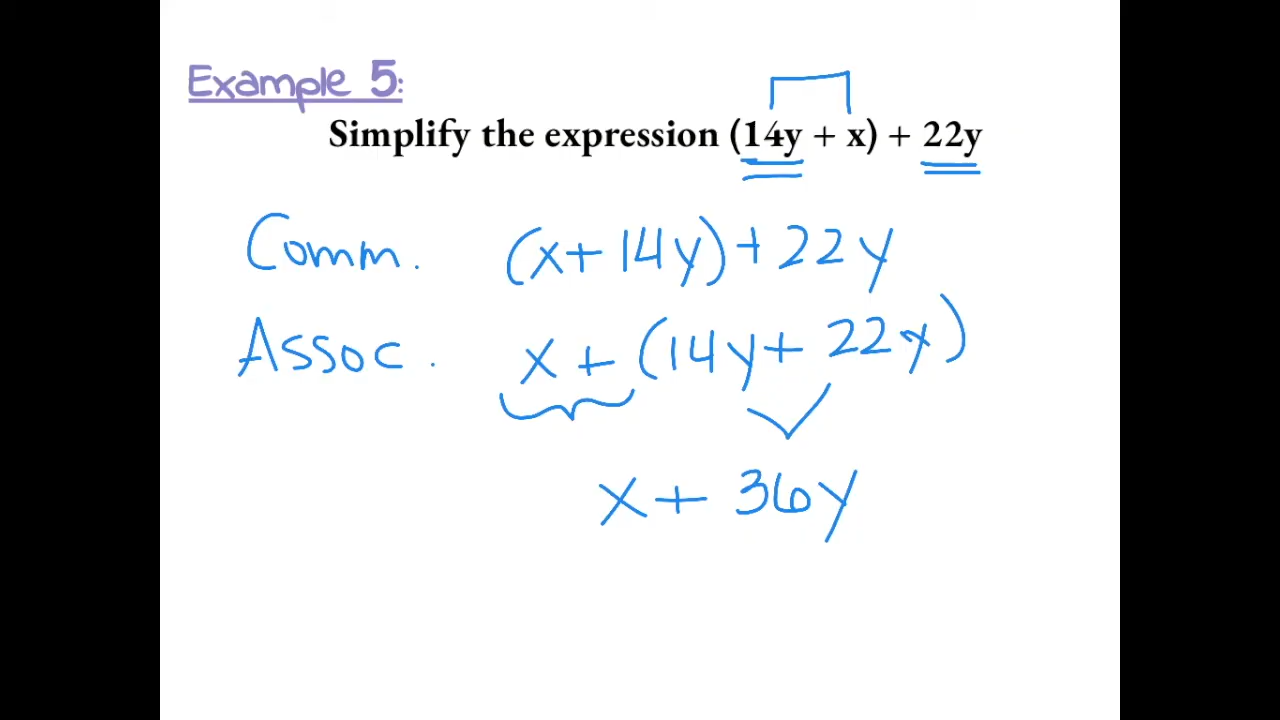 Example 5:
Simplify the expression (14y + x) + 22y
Comm. (x+14y)+22y
Assoc. x+(14y+22y)
x+36y